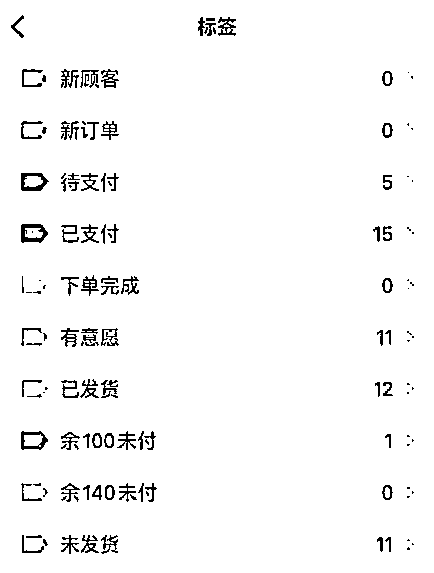 标签
新顾客 0
新订单 0
待支付 5
已支付 15
下单完成 0
有意愿 11
已发货 12
余100未付 1
余140未付 0
未发货 11